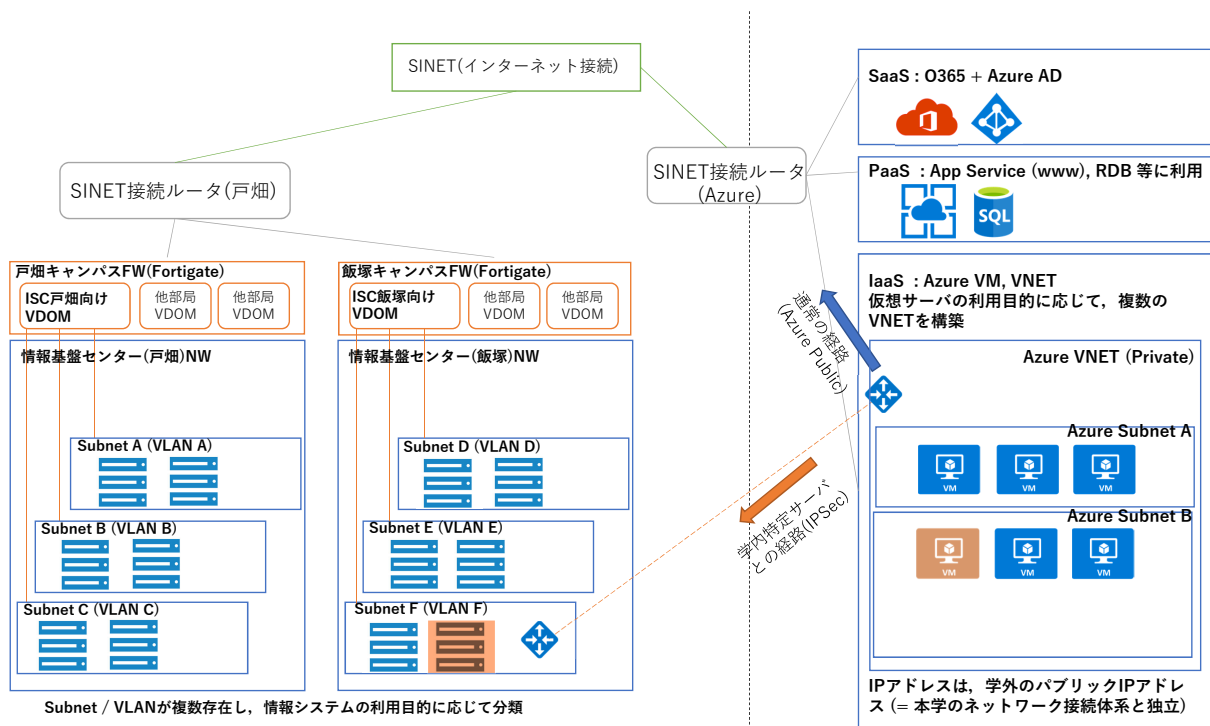 SINET(インターネット接続)
SINET接続ルータ(戸畑)
SINET接続ルータ
(Azure)
戸畑キャンパスFW(Fortigate)
ISC戸畑向け
VDOM
他部局
VDOM
他部局
VDOM
情報基盤センター(戸畑)NW
Subnet A (VLAN A)
Subnet B (VLAN B)
Subnet C (VLAN C)
飯塚キャンパスFW(Fortigate)
ISC飯塚向け
VDOM
他部局
VDOM
他部局
VDOM
情報基盤センター(飯塚)NW
Subnet D (VLAN D)
Subnet E (VLAN E)
Subnet F (VLAN F)
Subnet / VLANが複数存在し，情報システムの利用目的に応じて分類
通常の経路
(Azure Public)
学内特定サーバ
との経路(IPSec)
SaaS : O365 + Azure AD
PaaS : App Service (www), RDB 等に利用
SQL
IaaS : Azure VM, VNET
仮想サーバの利用目的に応じて，複数の
VNETを構築
Azure VNET (Private)
Azure Subnet A
VM
VM
VM
Azure Subnet B
VM
VM
VM
IPアドレスは，学外のパブリックIPアドレ
ス (= 本学のネットワーク接続体系と独立)